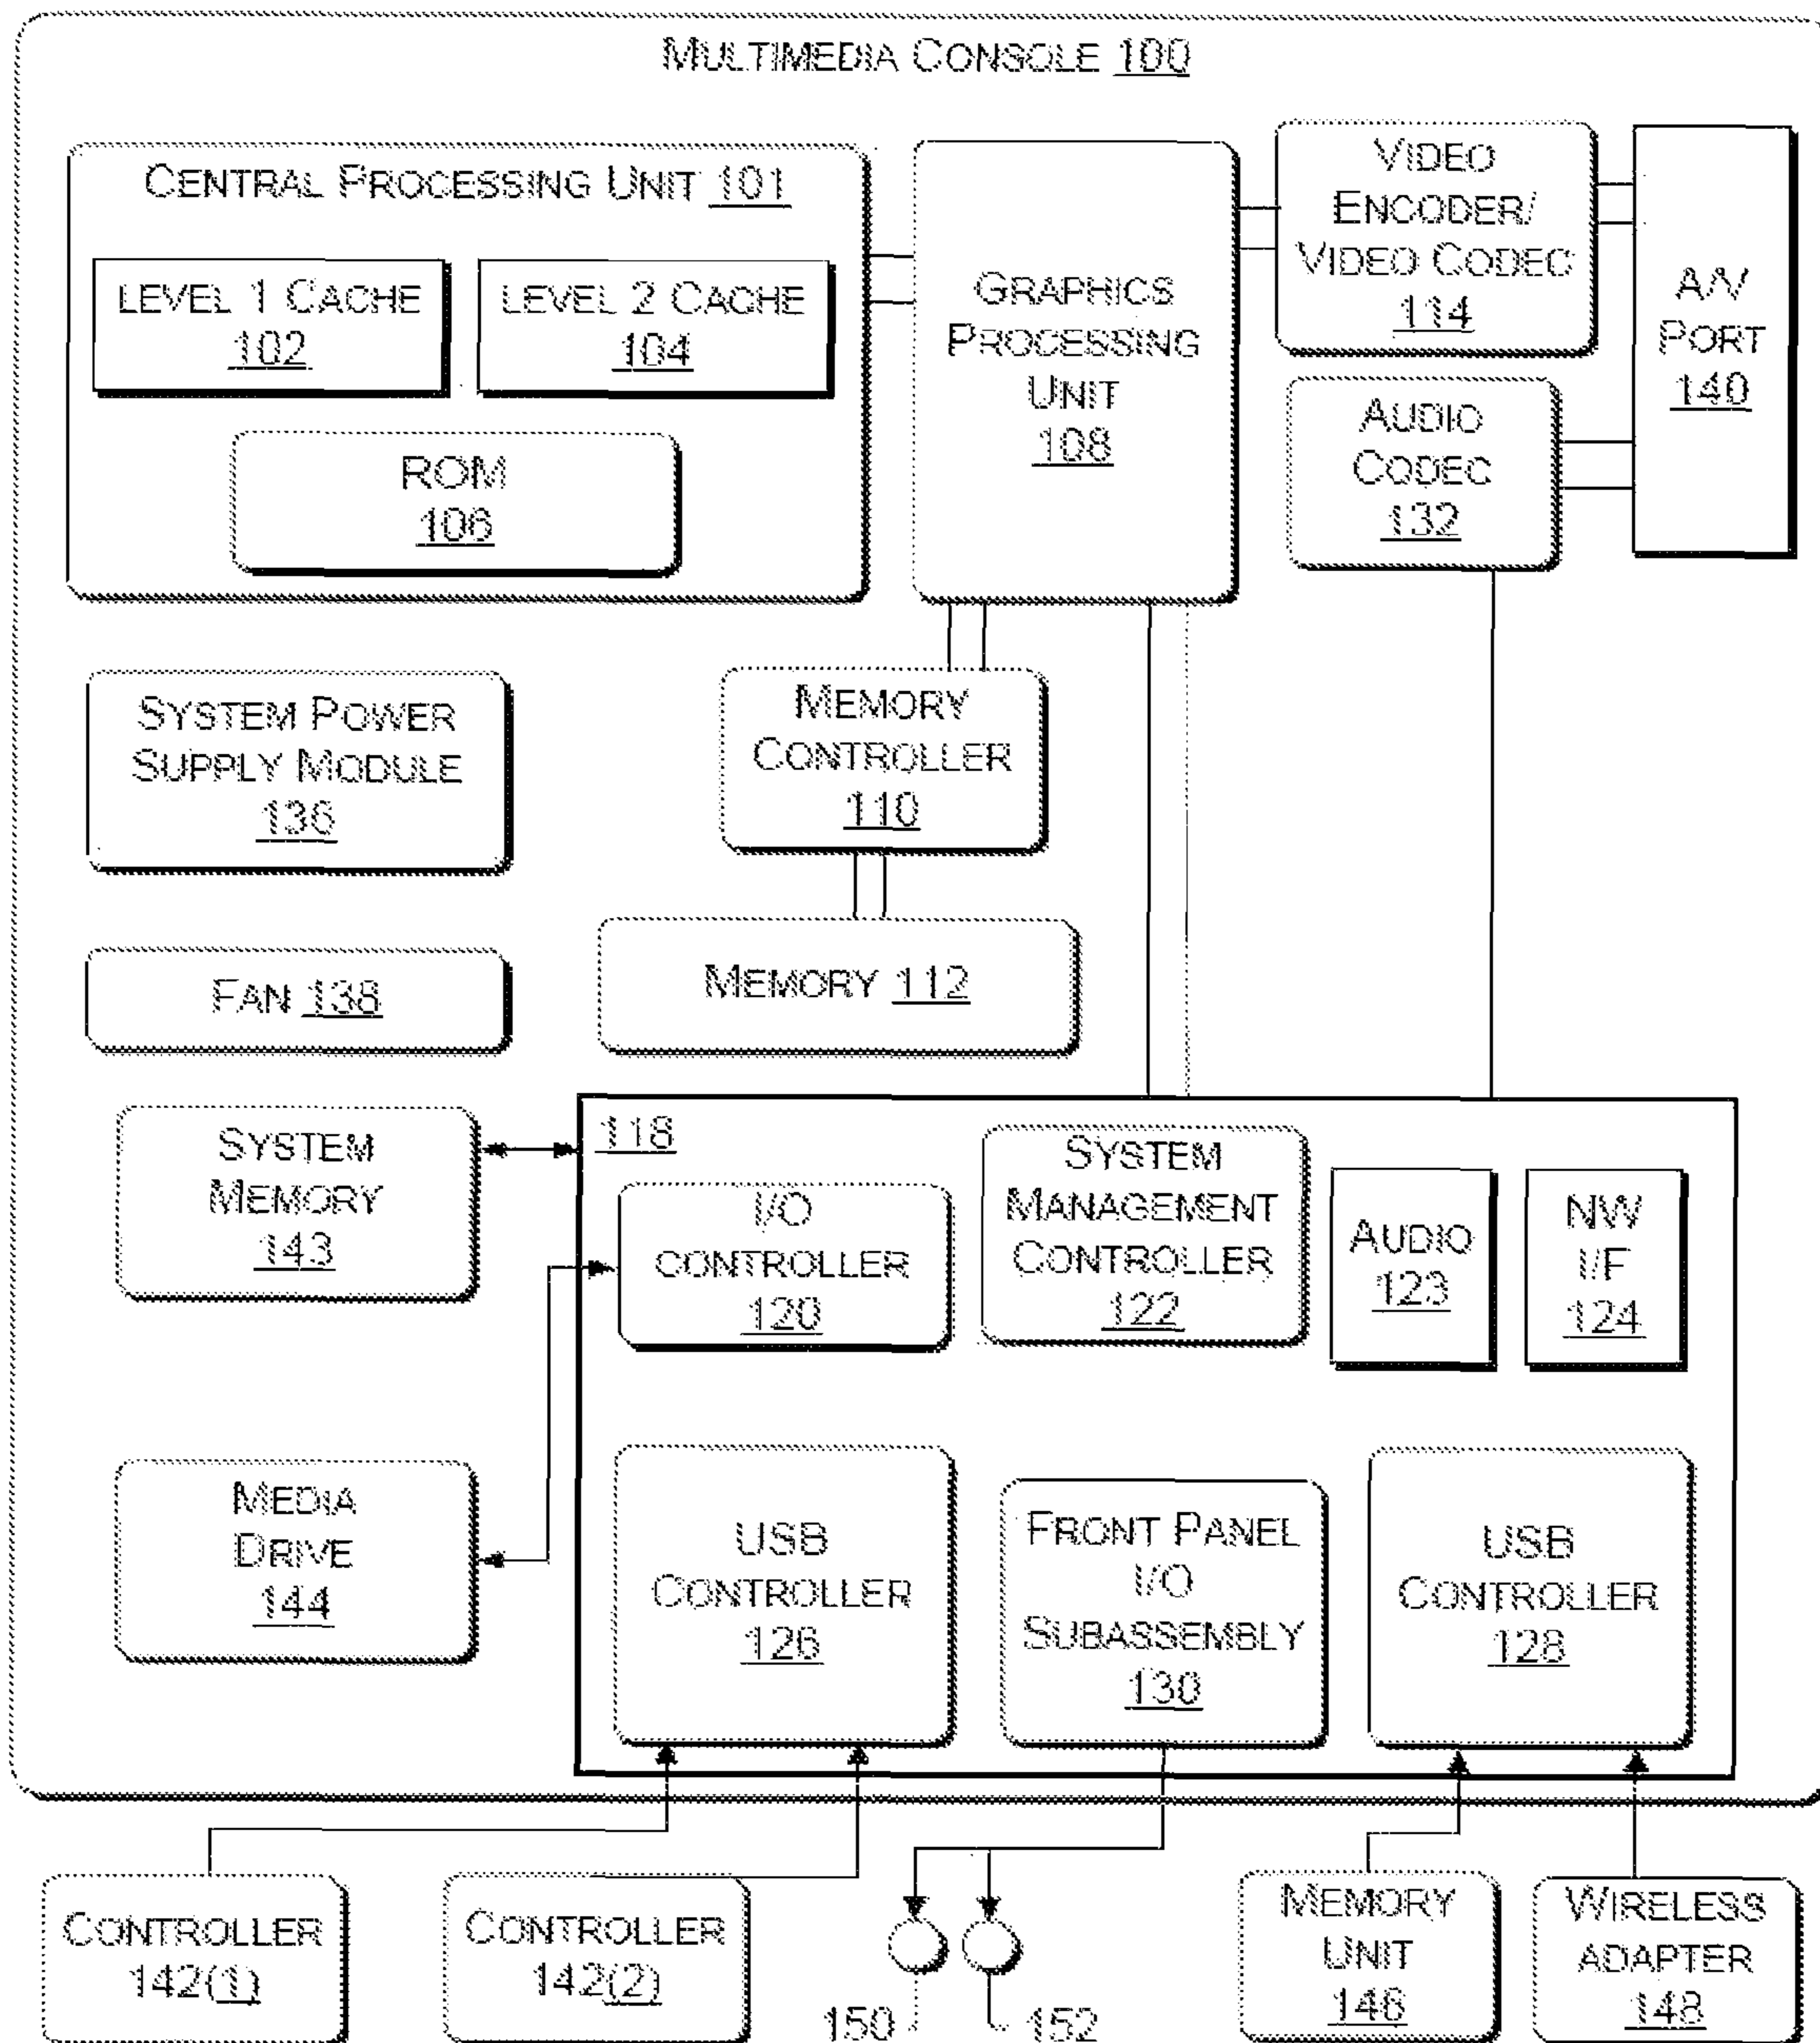 MULTIMEDIA CONSOLE 100
CENTRAL PROCESSING UNIT 101
LEVEL 1 CACHE
102
LEVEL 2 CACHE
104
ROM
106
GRAPHICS
PROCESSING
UNIT
108
VIDEO
ENCODER/
VIDEO CODEC
114
A/V
PORT
140
AUDIO
CODEC
132
SYSTEM POWER
SUPPLY MODULE
136
MEMORY
CONTROLLER
110
FAN 138
MEMORY 112
SYSTEM
MEMORY
143
118
I/O
CONTROLLER
120
SYSTEM
MANAGEMENT
CONTROLLER
122
AUDIO
123
NW
I/F
124
MEDIA
DRIVE
144
USB
CONTROLLER
126
FRONT PANEL
I/O
SUBASSEMBLY
130
USB
CONTROLLER
128
CONTROLLER
142(1)
CONTROLLER
142(2)
150
152
MEMORY
UNIT
146
WIRELESS
ADAPTER
148